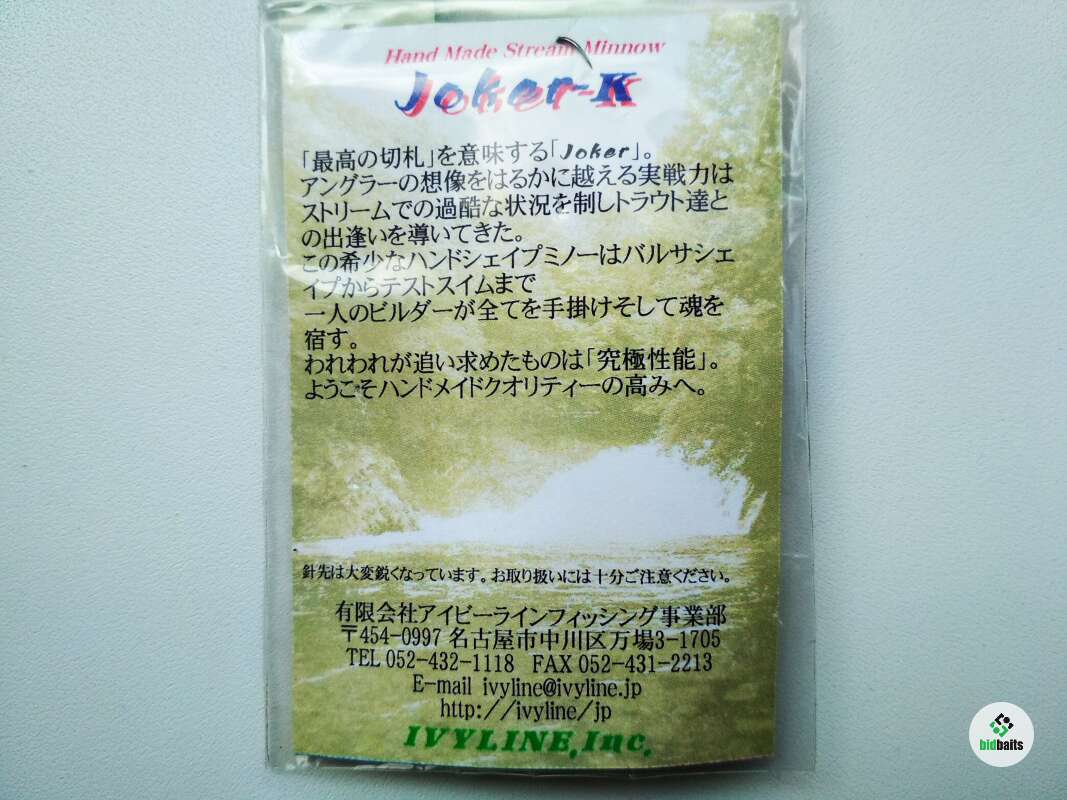 Hand Made Stream Minnow
Joker-K
「最高の切札」を意味する「Joker」。
アングラーの想像をはるかに越える実戦力は
ストリームでの過酷な状況を制しトラウト達と
の出逢いを導いてきた。
この希少なハンドシェイプミノーはバルサシェ
イプからテストスイムまで
一人のビルダーが全てを手掛けそして魂を
宿す。
われわれが追い求めたものは「究極性能」。
ようこそハンドメイドクオリティーの高みへ。
針先は大変鋭くなっています。お取り扱いには十分ご注意ください。
有限会社アイビーラインフィッシング事業部
〒454-0997 名古屋市中川区万場3-1705
TEL 052-432-1118 FAX 052-431-2213
E-mail ivyline@ivyline.jp
http://ivyline/jp
IVYLINE,Inc.
bidbaits